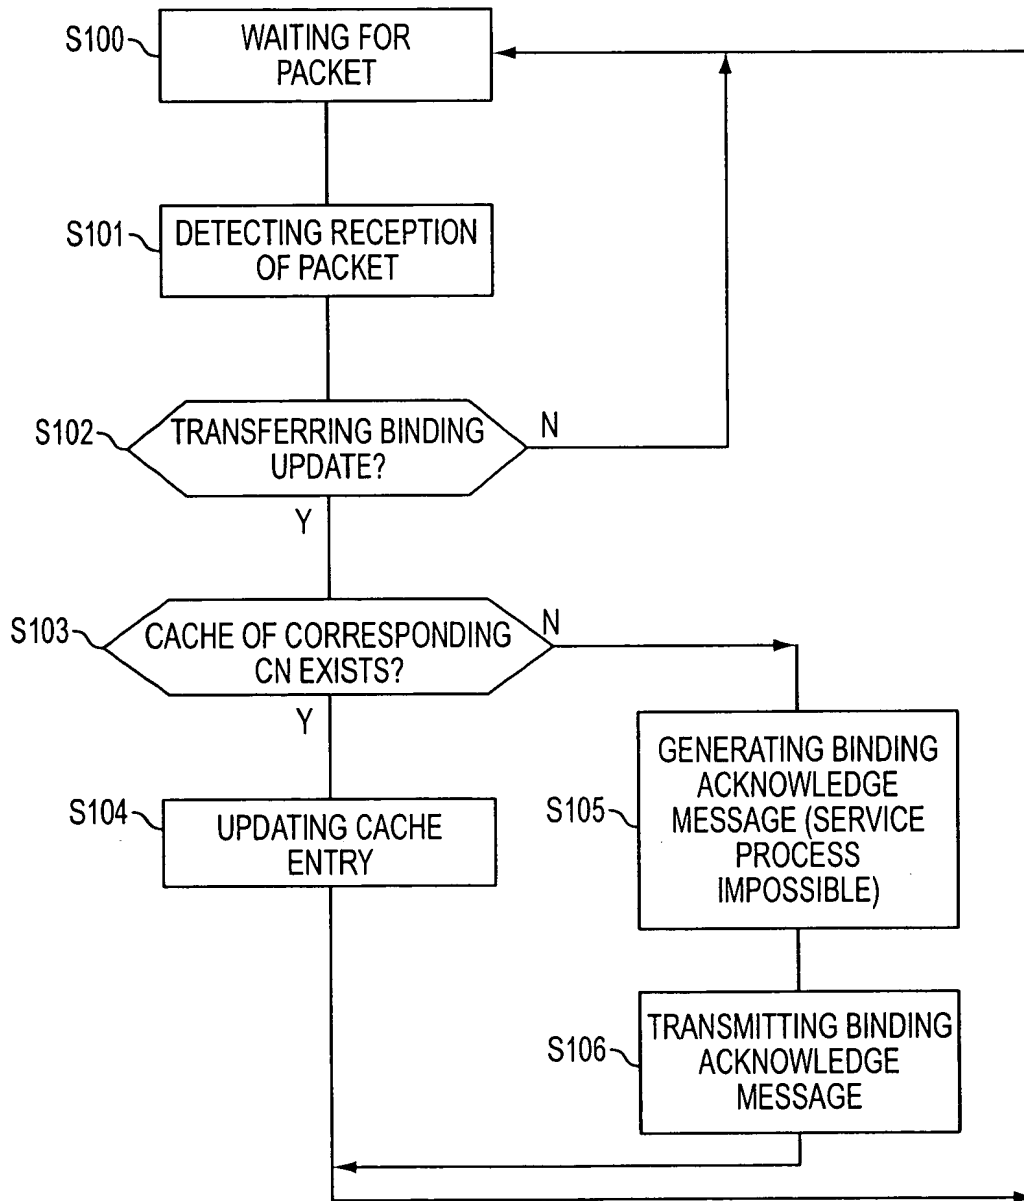 S100
WAITING FOR
PACKET
S101
DETECTING RECEPTION
OF PACKET
S102
TRANSFERRING BINDING
UPDATE?
N
Y
S103
CACHE OF CORRESPONDING
CN EXISTS?
N
Y
S104
UPDATING CACHE
ENTRY
S105
GENERATING BINDING
ACKNOWLEDGE
MESSAGE (SERVICE
PROCESS
IMPOSSIBLE)
S106
TRANSMITTING BINDING
ACKNOWLEDGE
MESSAGE